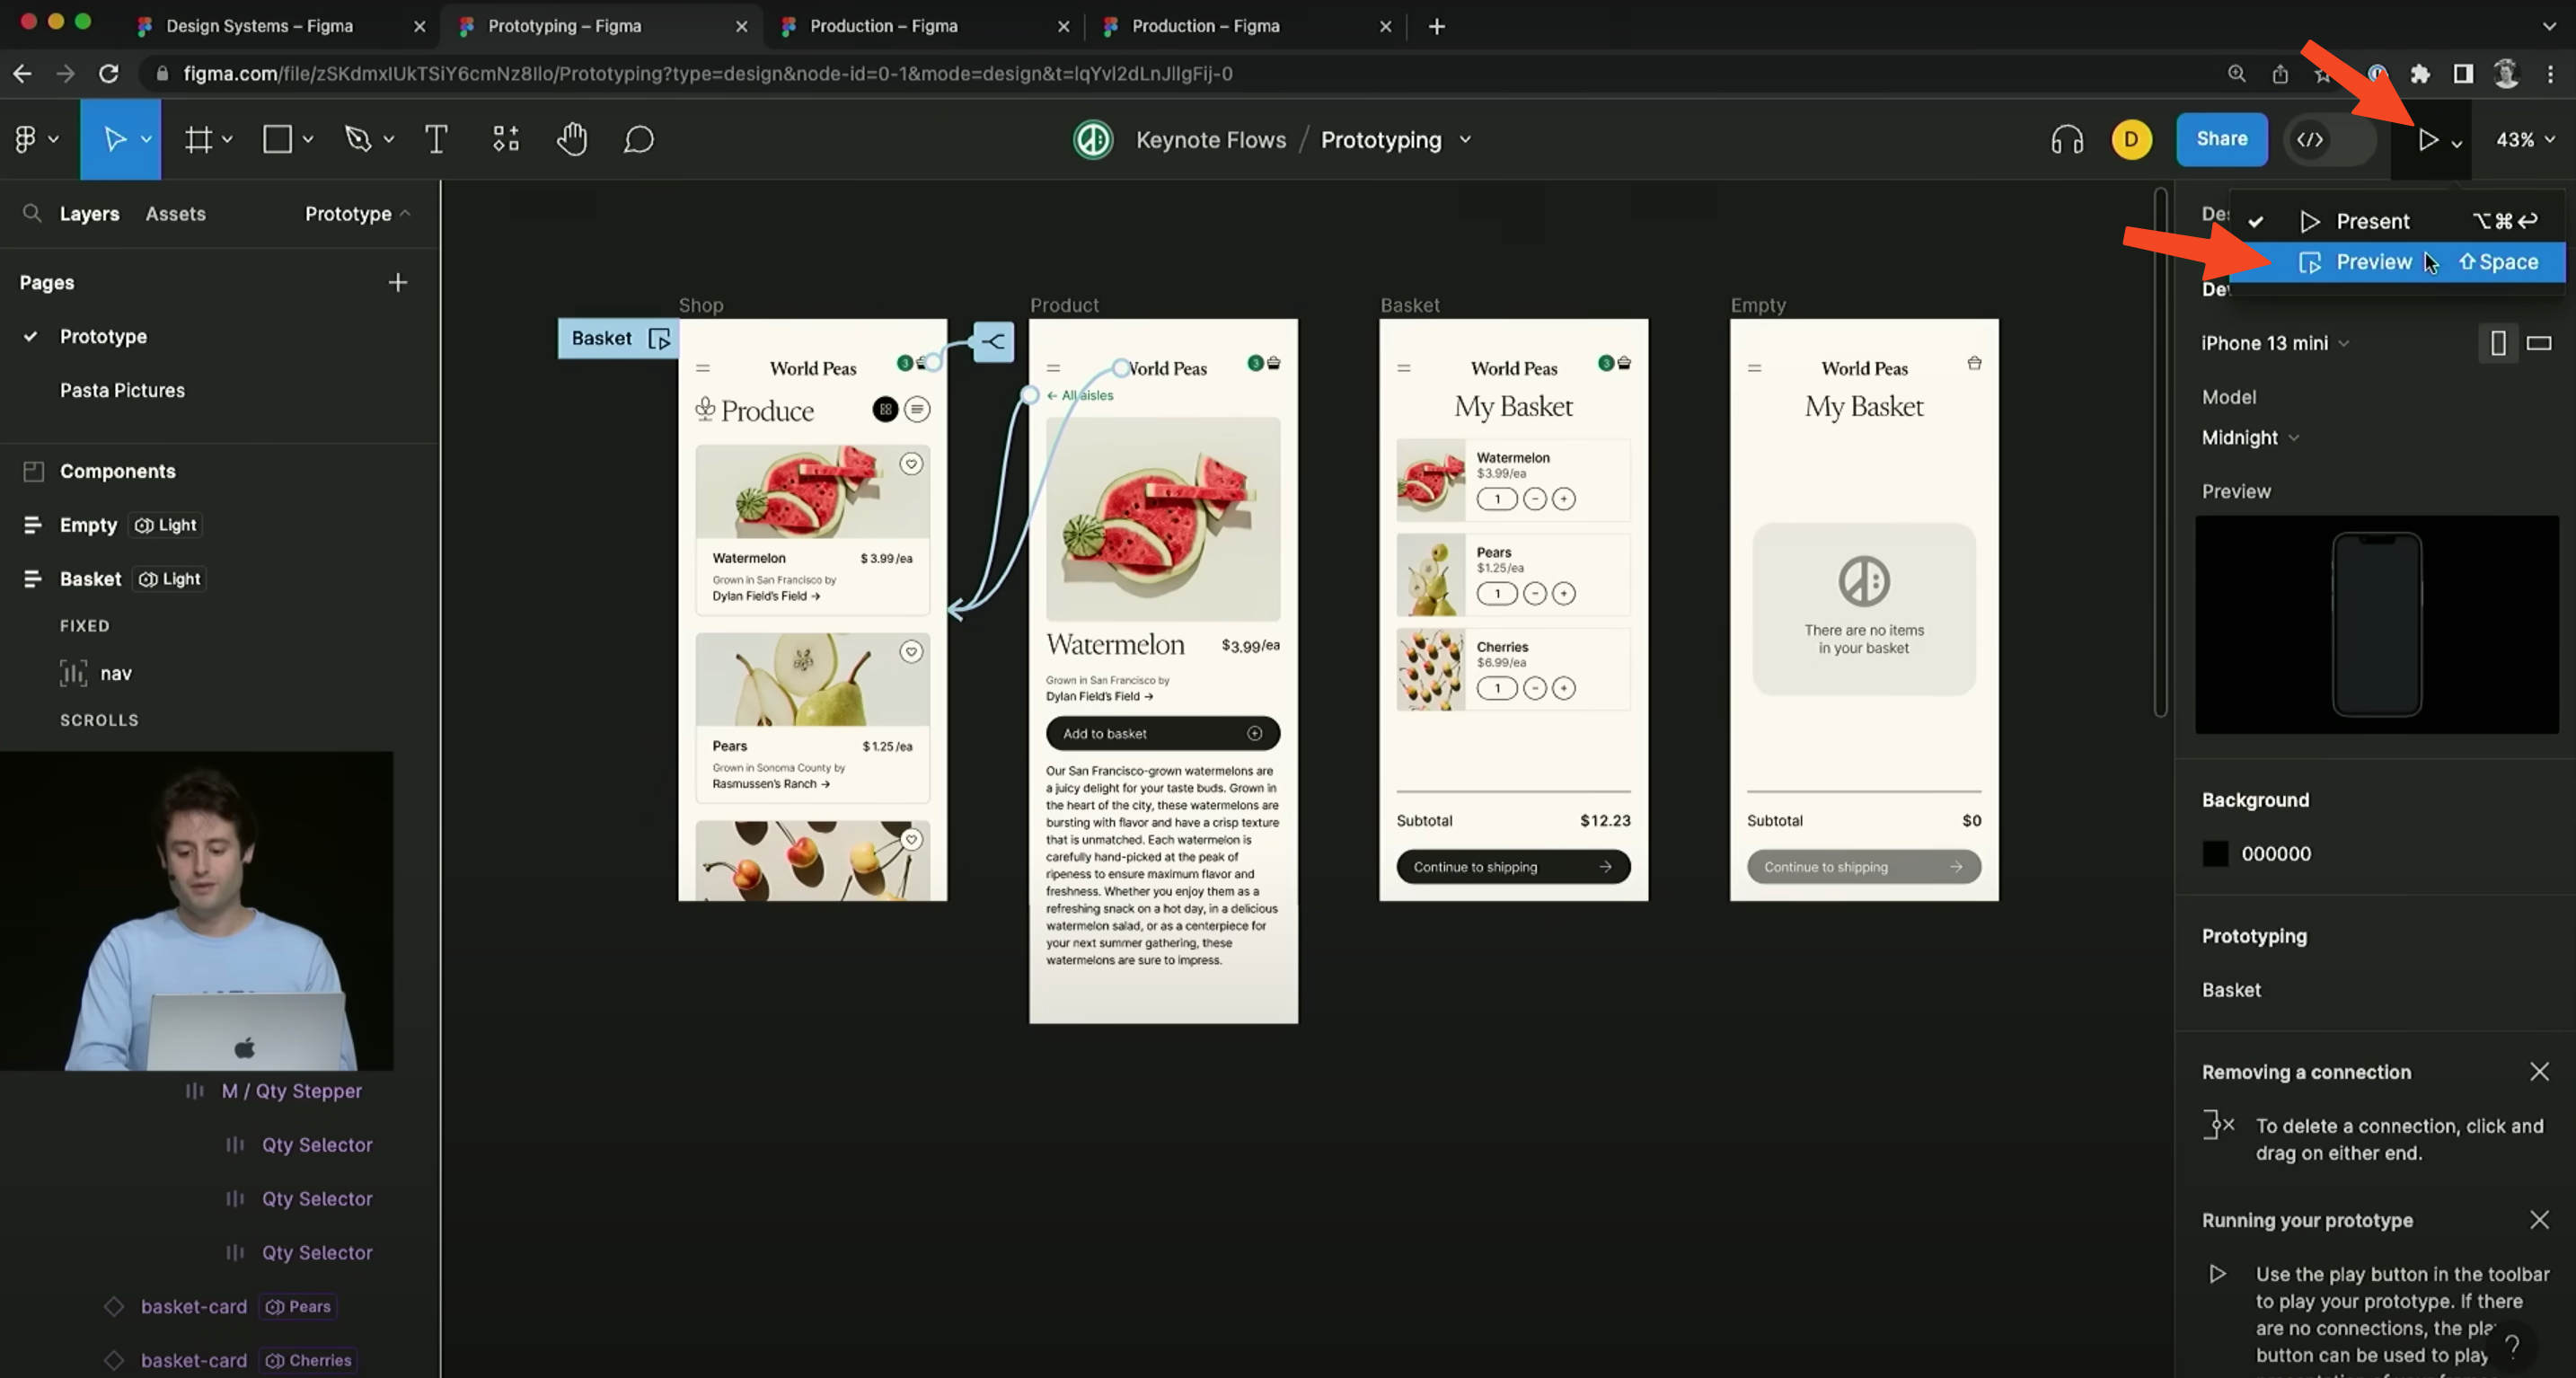 Design Systems – Figma
Prototyping – Figma
Production – Figma
Production – Figma
figma.com/file/zSKdmxIUkTSiY6cmNz8Ilo/Prototyping?type=design&node-id=0-1&mode=design&t=lqYvl2dLnJlIgFij-0
Keynote Flows / Prototyping
D
Share
43%
Layers
Assets
Prototype
Pages
Prototype
Pasta Pictures
Components
Empty Light
Basket Light
FIXED
nav
SCROLLS
M / Qty Stepper
Qty Selector
Qty Selector
Qty Selector
basket-card Pears
basket-card Cherries
Shop
Basket
World Peas
3
Produce
Watermelon $3.99/ea
Grown in San Francisco by
Dylan Field's Field →
Pears $1.25/ea
Grown in Sonoma County by
Rasmussen's Ranch →
Product
World Peas
3
← All aisles
Watermelon $3.99/ea
Grown in San Francisco by
Dylan Field's Field →
Add to basket
Our San Francisco-grown watermelons are
a juicy delight for your taste buds. Grown in
the heart of the city, these watermelons are
bursting with flavor and have a crisp texture
that is unmatched. Each watermelon is
carefully hand-picked at the peak of
ripeness to ensure maximum flavor and
freshness. Whether you enjoy them as a
refreshing snack on a hot day, in a delicious
watermelon salad, or as a centerpiece for
your next summer gathering, these
watermelons are sure to impress.
Basket
World Peas
3
My Basket
Watermelon
$3.99/ea
1 − +
Pears
$1.25/ea
1 − +
Cherries
$6.99/ea
1 − +
Subtotal $12.23
Continue to shipping →
Empty
World Peas
My Basket
There are no items
in your basket
Subtotal $0
Continue to shipping →
Present ⌥⌘↩
Preview ⇧Space
iPhone 13 mini
Model
Midnight
Preview
Background
000000
Prototyping
Basket
Removing a connection
To delete a connection, click and
drag on either end.
Running your prototype
Use the play button in the toolbar
to play your prototype. If there
are no connections, the
button can be used to play
?